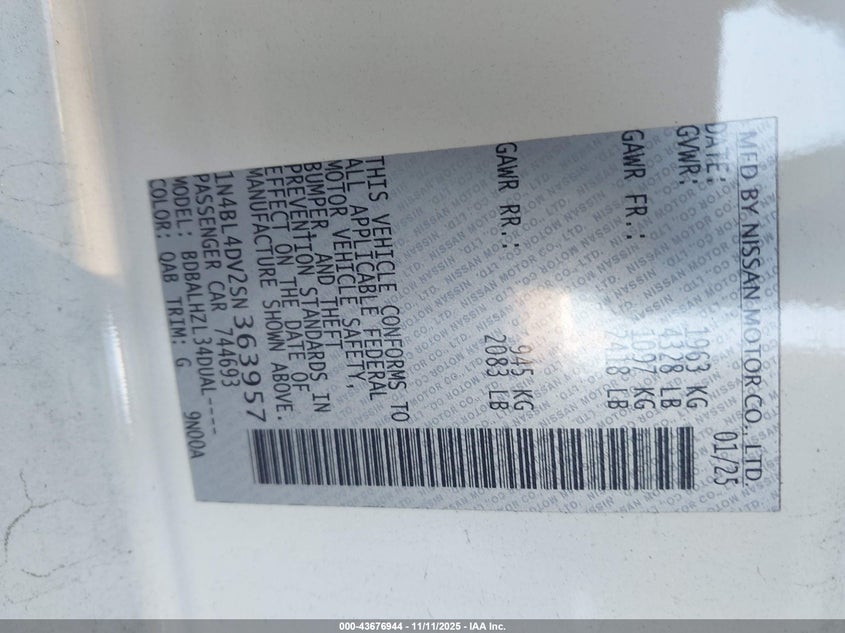 MFD BY NISSAN MOTOR CO., LTD.
DATE: 01/25
GVWR: 1963 KG
4328 LB
GAWR FR.: 1097 KG
2418 LB
GAWR RR.: 945 KG
2083 LB
THIS VEHICLE CONFORMS TO
ALL APPLICABLE FEDERAL
MOTOR VEHICLE SAFETY,
BUMPER, AND THEFT
PREVENTION STANDARDS IN
EFFECT ON THE DATE OF
MANUFACTURE SHOWN ABOVE.
1N4BL4DV2SN363957
PASSENGER CAR 744693
MODEL: BDBALHZL34DUAL----
COLOR: QAB TRIM: G 9N00A
000-43676944 - 11/11/2025 - IAA Inc.